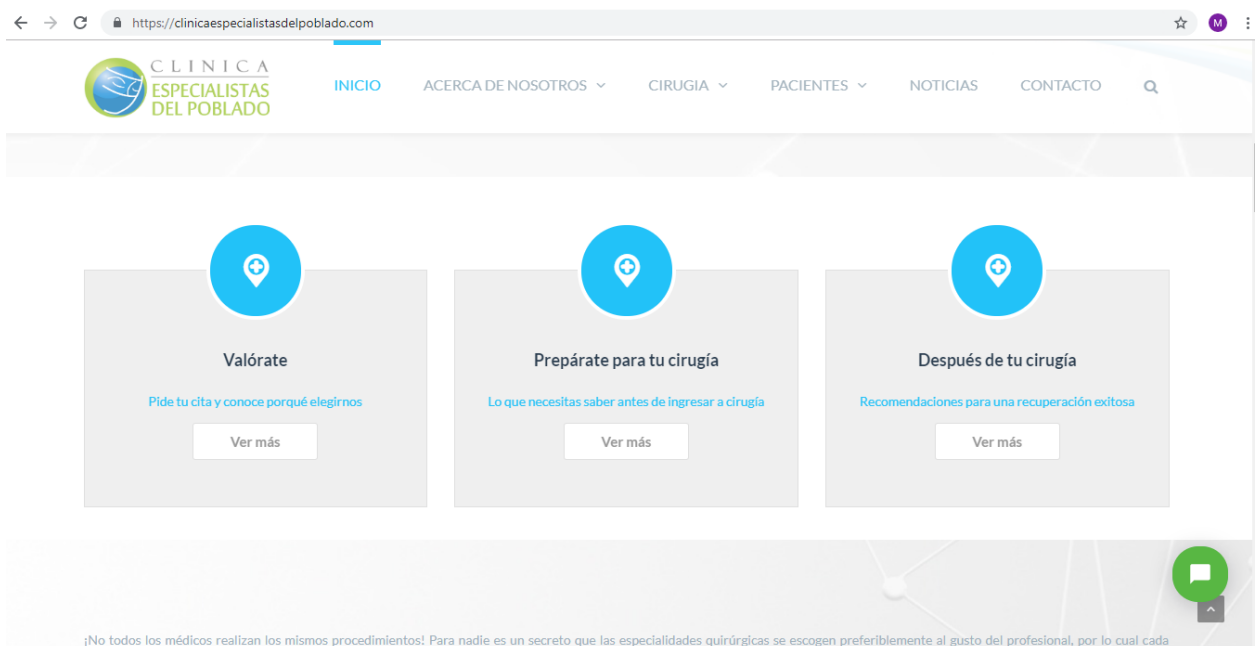 https://clinicaespecialistasdelpoblado.com
M
CLINICA
ESPECIALISTAS
DEL POBLADO
INICIO ACERCA DE NOSOTROS CIRUGIA PACIENTES NOTICIAS CONTACTO
Valórate Prepárate para tu cirugía Después de tu cirugía
Pide tu cita y conoce porqué elegirnos Lo que necesitas saber antes de ingresar a cirugía Recomendaciones para una recuperación exitosa
Ver más Ver más Ver más
¡No todos los médicos realizan los mismos procedimientos! Para nadie es un secreto que las especialidades quirúrgicas se escogen preferiblemente al gusto del profesional, por lo cual cada